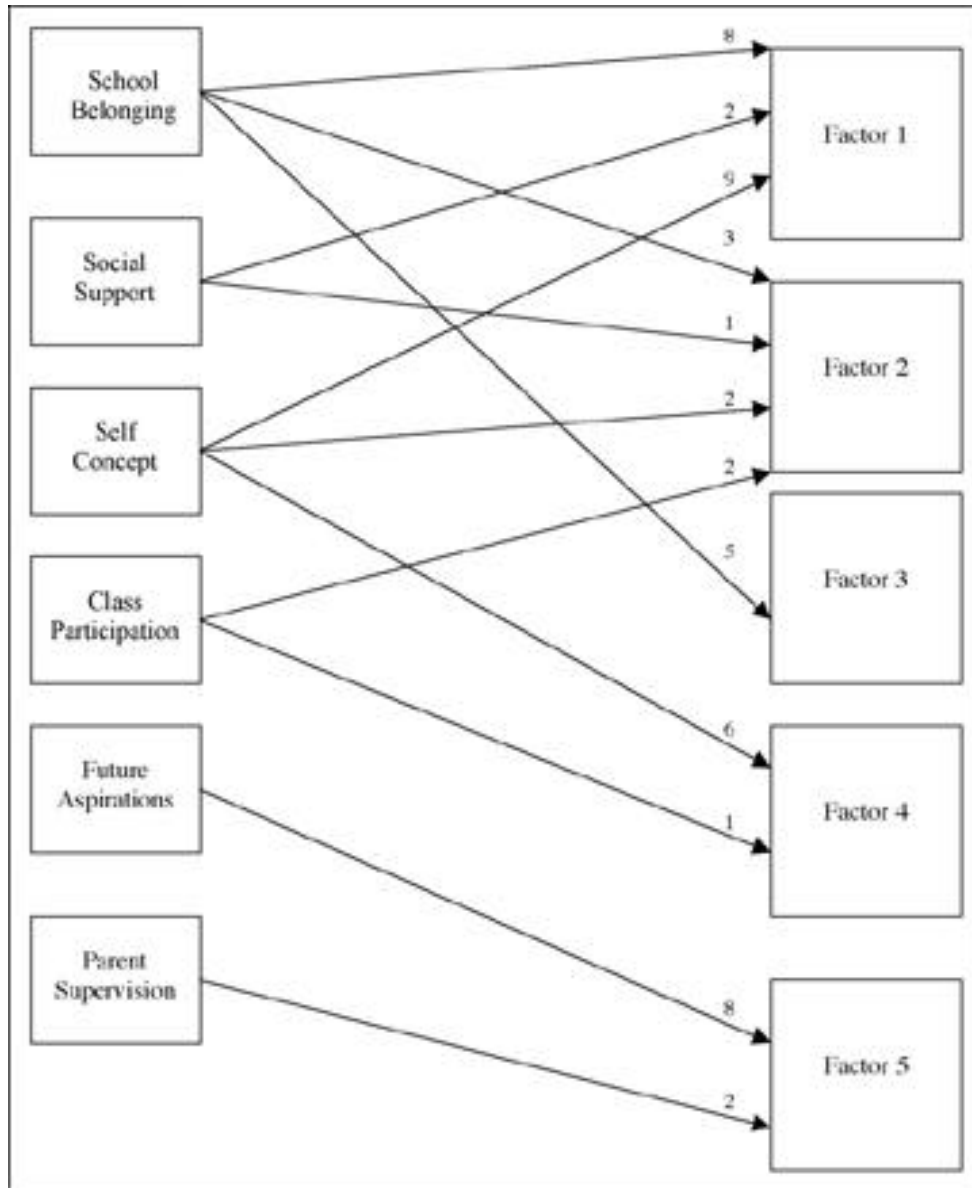 School
Belonging
Social
Support
Self
Concept
Class
Participation
Future
Aspirations
Parent
Supervision
8
2
9
3
1
2
2
5
6
1
8
2
Factor 1
Factor 2
Factor 3
Factor 4
Factor 5